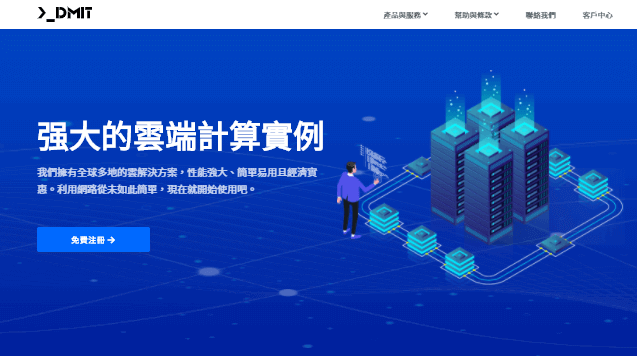 DMIT
產品與服務
幫助與條款
聯絡我們
客戶中心
强大的雲端計算實例
我們擁有全球多地的雲解決方案，性能強大、簡單易用且經濟實
惠。利用網路從未如此簡單，現在就開始使用吧。
免費注冊 →